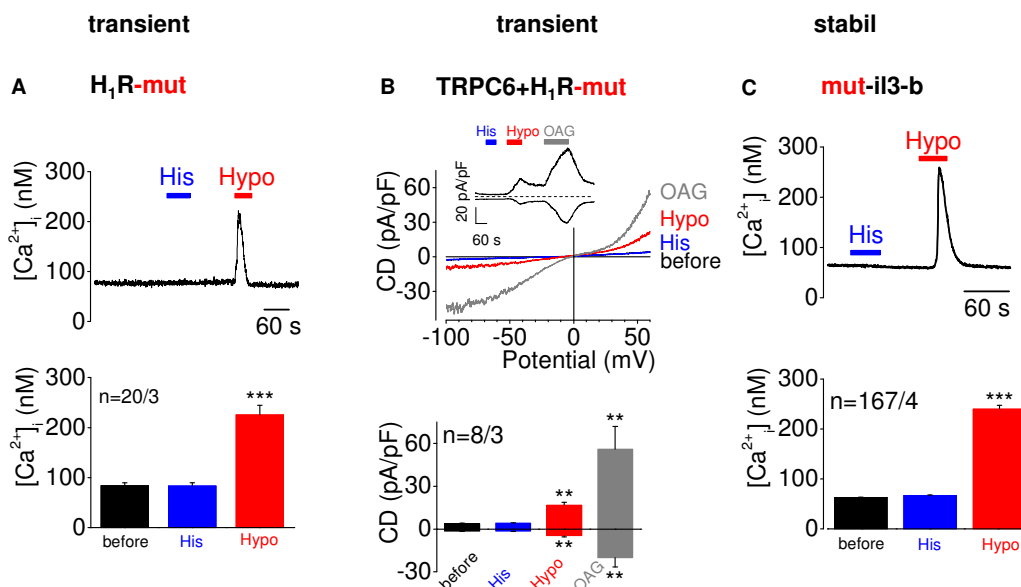 transient
transient
stabil
A
H₁R-mut
B
TRPC6+H₁R-mut
C
mut-il3-b
[Ca²⁺]ᵢ (nM)
300
200
100
0
His
Hypo
60 s
CD (pA/pF)
60
30
0
-30
His
Hypo
OAG
20 pA/pF
60 s
OAG
Hypo
His
before
-100
-50
0
50
Potential (mV)
[Ca²⁺]ᵢ (nM)
300
200
100
0
Hypo
His
60 s
[Ca²⁺]ᵢ (nM)
300
200
100
0
n=20/3
***
before
His
Hypo
CD (pA/pF)
60
30
0
-30
n=8/3
**
**
**
**
before
His
Hypo
OAG
[Ca²⁺]ᵢ (nM)
300
200
100
0
n=167/4
***
before
His
Hypo